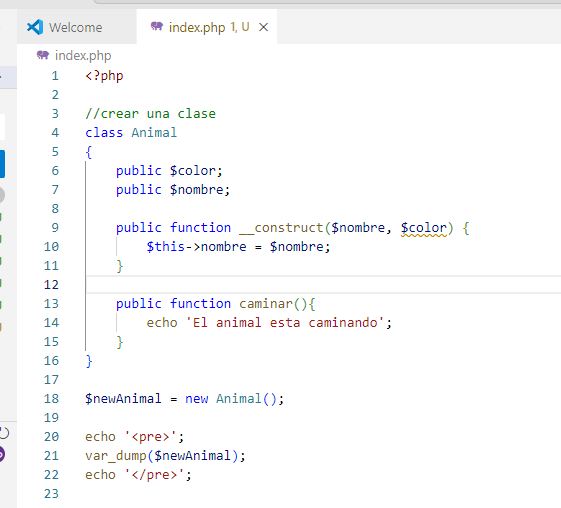 Welcome
index.php 1, U
index.php
1 <?php
2
3 //crear una clase
4 class Animal
5 {
6 public $color;
7 public $nombre;
8
9 public function __construct($nombre, $color) {
10 $this->nombre = $nombre;
11 }
12
13 public function caminar(){
14 echo 'El animal esta caminando';
15 }
16 }
17
18 $newAnimal = new Animal();
19
20 echo '<pre>';
21 var_dump($newAnimal);
22 echo '</pre>';
23